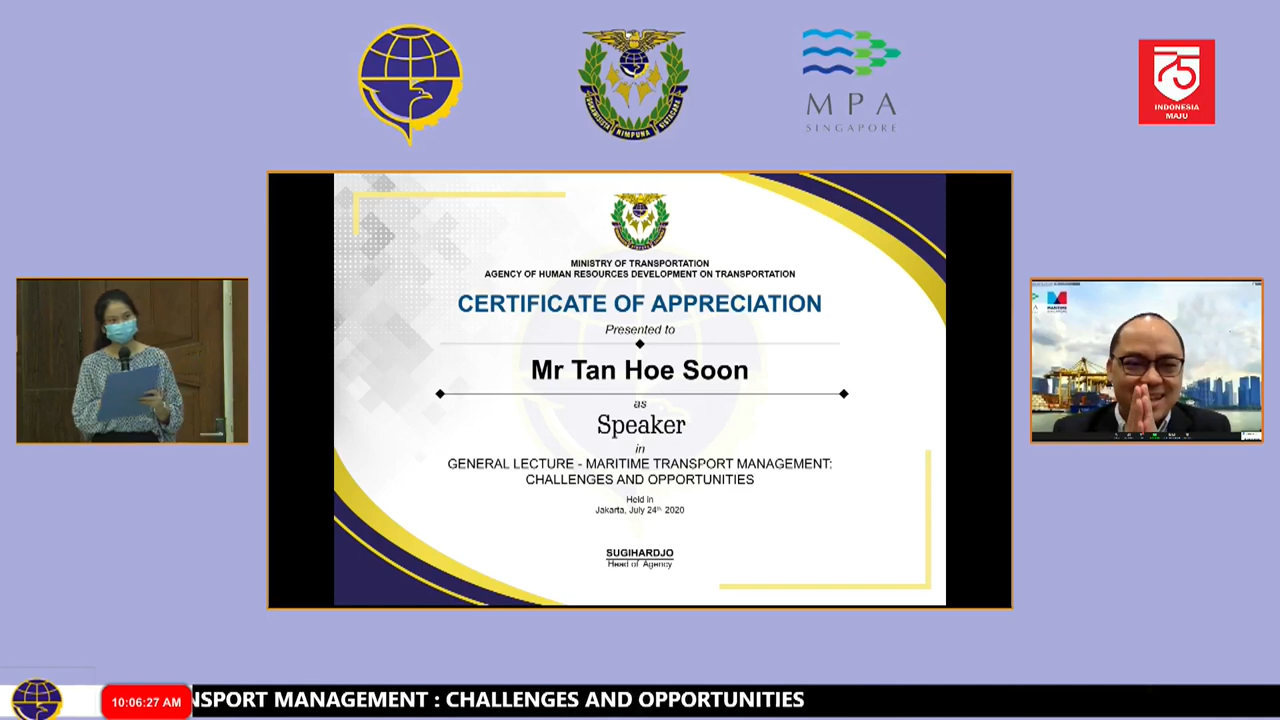 MPA
SINGAPORE
75
INDONESIA
MAJU
MINISTRY OF TRANSPORTATION
AGENCY OF HUMAN RESOURCES DEVELOPMENT ON TRANSPORTATION
CERTIFICATE OF APPRECIATION
Presented to
Mr Tan Hoe Soon
as
Speaker
in
GENERAL LECTURE - MARITIME TRANSPORT MANAGEMENT:
CHALLENGES AND OPPORTUNITIES
Held in
Jakarta, July 24th, 2020
SUGIHARDJO
Head of Agency
10:06:27 AM
NSPORT MANAGEMENT : CHALLENGES AND OPPORTUNITIES